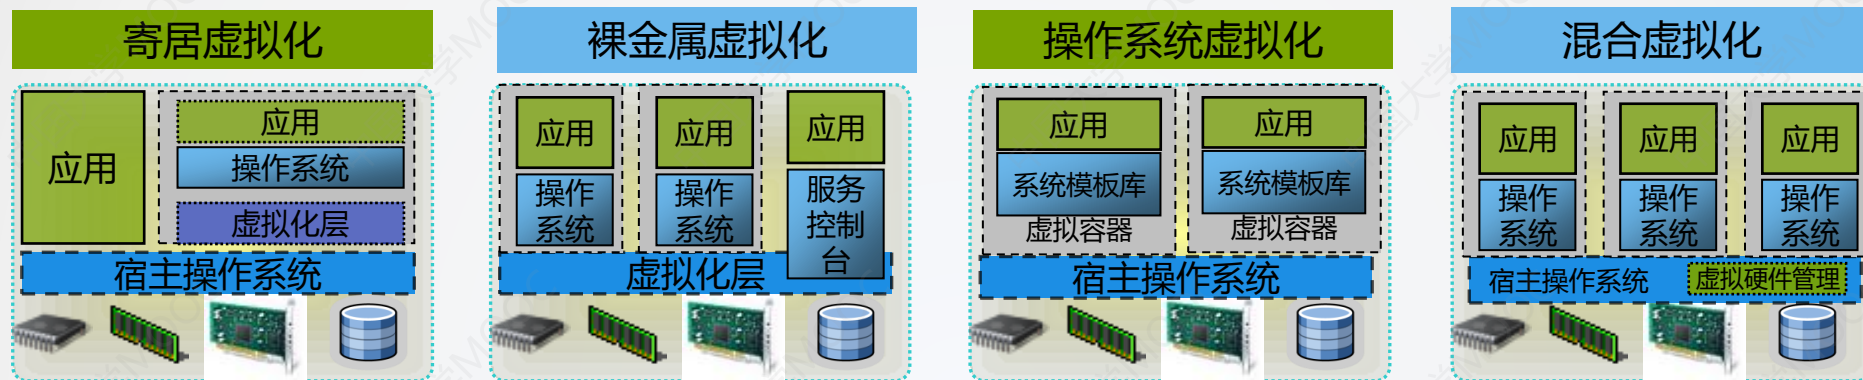 寄居虚拟化
应用
应用
操作系统
虚拟化层
宿主操作系统
裸金属虚拟化
应用
操作
系统
应用
操作
系统
应用
服务
控制
台
虚拟化层
操作系统虚拟化
应用
系统模板库
虚拟容器
应用
系统模板库
虚拟容器
宿主操作系统
混合虚拟化
应用
操作
系统
应用
操作
系统
应用
操作
系统
宿主操作系统
虚拟硬件管理